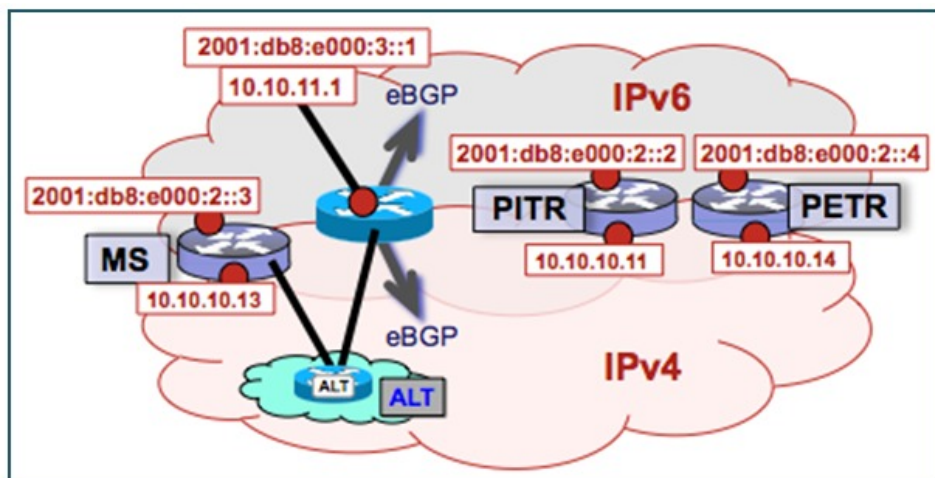 2001:db8:e000:3::1
10.10.11.1
eBGP
IPv6
2001:db8:e000:2::2
2001:db8:e000:2::4
2001:db8:e000:2::3
PITR
PETR
MS
10.10.10.11
10.10.10.14
10.10.10.13
eBGP
IPv4
ALT
ALT